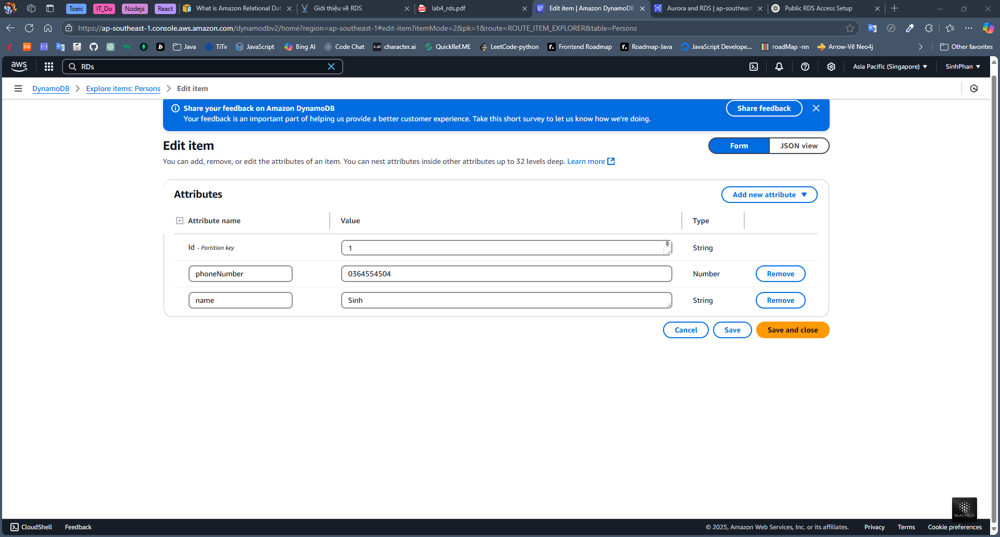 Toic
IT_Do
Nodejs
React
What is Amazon Relational Dat
Giới thiệu về RDS
lab4_rds.pdf
Edit item | Amazon DynamoDB
Aurora and RDS | ap-southeast
Public RDS Access Setup
https://ap-southeast-1.console.aws.amazon.com/dynamodbv2/home?region=ap-southeast-1#edit-item?itemMode=2&pk=1&route=ROUTE_ITEM_EXPLORER&table=Persons
F8
Java
TiTv
JavaScript
Bing AI
Code Chat
c.ai
character.ai
QuickRef.ME
LeetCode-python
Frontend Roadmap
Roadmap-Java
JavaScript Develope...
roadMap -nn
Arrow-Vẽ Neo4j
Other favorites
aws
RDs
Asia Pacific (Singapore)
SinhPhan
DynamoDB
Explore items: Persons
Edit item
Share your feedback on Amazon DynamoDB
Your feedback is an important part of helping us provide a better customer experience. Take this short survey to let us know how we're doing.
Share feedback
Edit item
Form
JSON view
You can add, remove, or edit the attributes of an item. You can nest attributes inside other attributes up to 32 levels deep. Learn more
Attributes
Add new attribute
Attribute name
Value
Type
Id - Partition key
1
String
phoneNumber
0364554504
Number
Remove
name
Sinh
String
Remove
Cancel
Save
Save and close
BLACKBOX
CloudShell
Feedback
© 2025, Amazon Web Services, Inc. or its affiliates.
Privacy
Terms
Cookie preferences